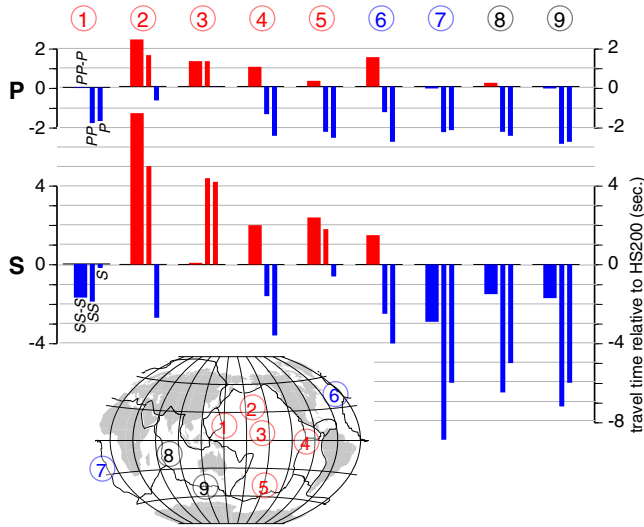 1 2 3 4 5 6 7 8 9
2 2
PP-P
P 0 0
PP P
-2 -2
4 4
S 0 0
S
SS-S SS
-4 -4
-8
travel time relative to HS200 (sec.)
6
2
1 3
4
8
7
9 5